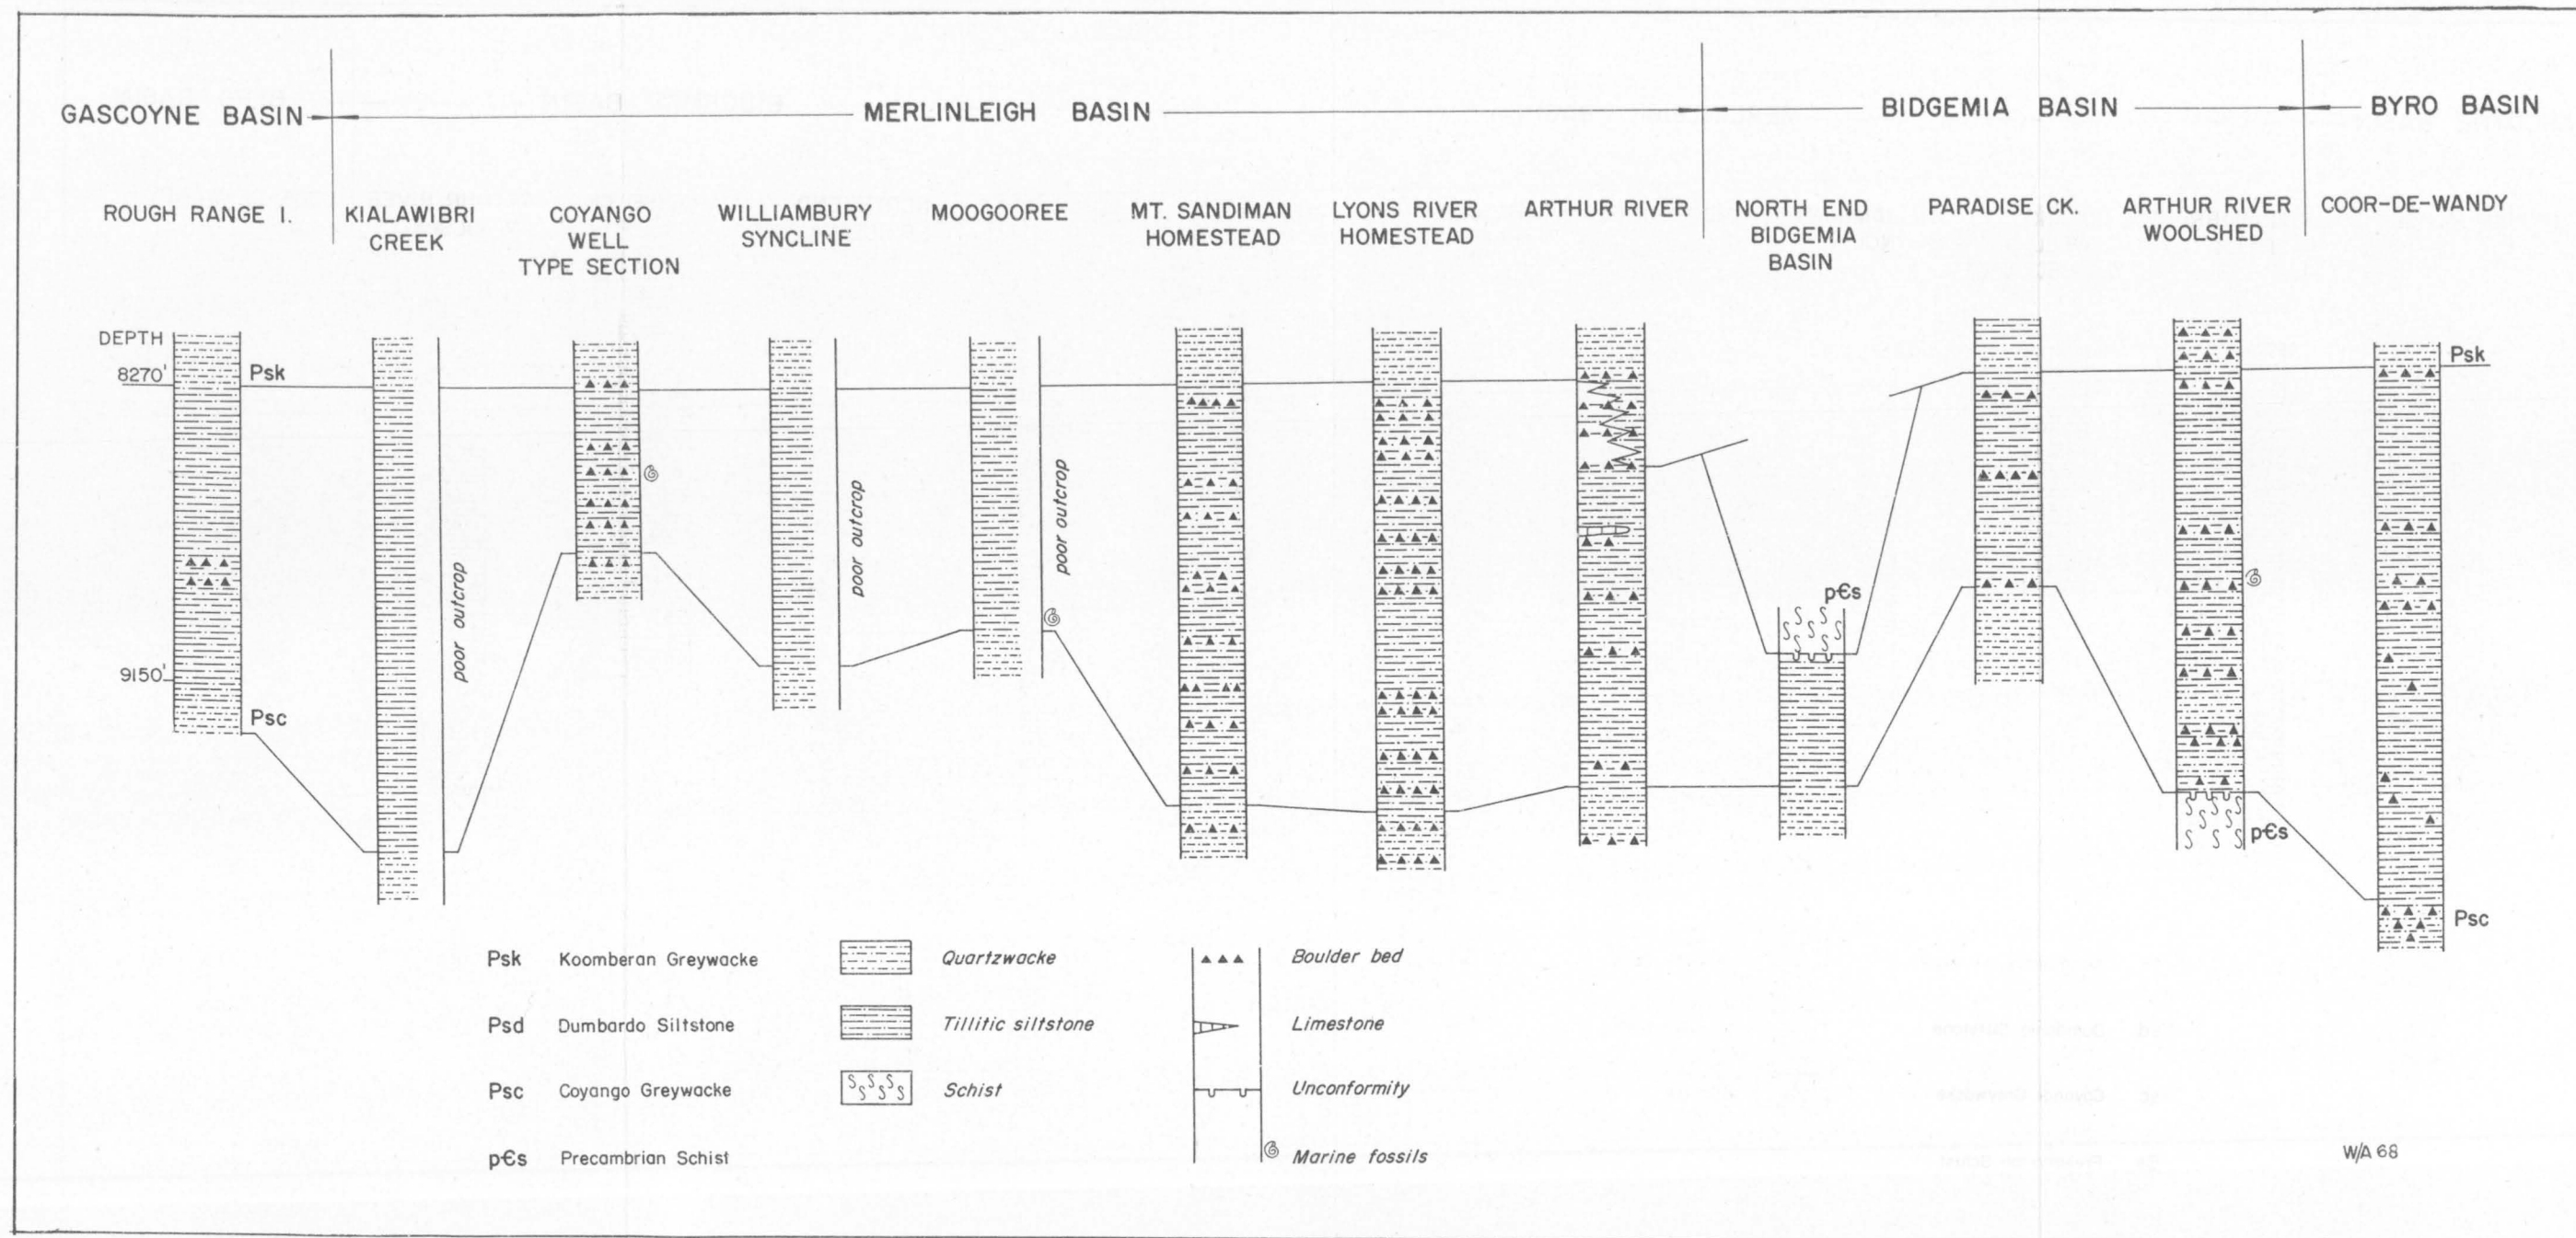 GASCOYNE BASIN
MERLINLEIGH BASIN
BIDGEMIA BASIN
BYRO BASIN
ROUGH RANGE I.
KIALAWIBRI
CREEK
COYANGO
WELL
TYPE SECTION
WILLIAMBURY
SYNCLINE
MOOGOOREE
MT. SANDIMAN
HOMESTEAD
LYONS RIVER
HOMESTEAD
ARTHUR RIVER
NORTH END
BIDGEMIA
BASIN
PARADISE CK.
ARTHUR RIVER
WOOLSHED
COOR-DE-WANDY
DEPTH
8270'
Psk
9150'
Psc
poor outcrop
poor outcrop
poor outcrop
p€s
p€s
Psk
Psc
Psk Koomberan Greywacke
Psd Dumbardo Siltstone
Psc Coyango Greywacke
p€s Precambrian Schist
Quartzwacke
Tillitic siltstone
Schist
Boulder bed
Limestone
Unconformity
Marine fossils
W/A 68